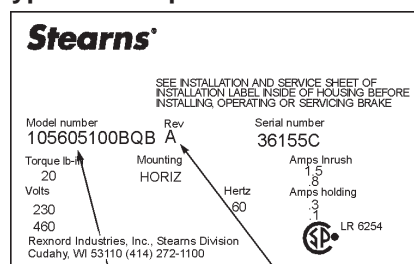 Stearns
SEE INSTALLATION AND SERVICE SHEET OF
INSTALLATION LABEL INSIDE OF HOUSING BEFORE
INSTALLING, OPERATING OR SERVICING BRAKE
Model number Rev Serial number
105605100BQB A 36155C
Torque lb-ft Mounting Amps Inrush
20 HORIZ 1.5
.8
Volts Hertz Amps holding
230 60 .3
460 .1
SP LR 6254
Rexnord Industries, Inc., Stearns Division
Cudahy, WI 53110 (414) 272-1100